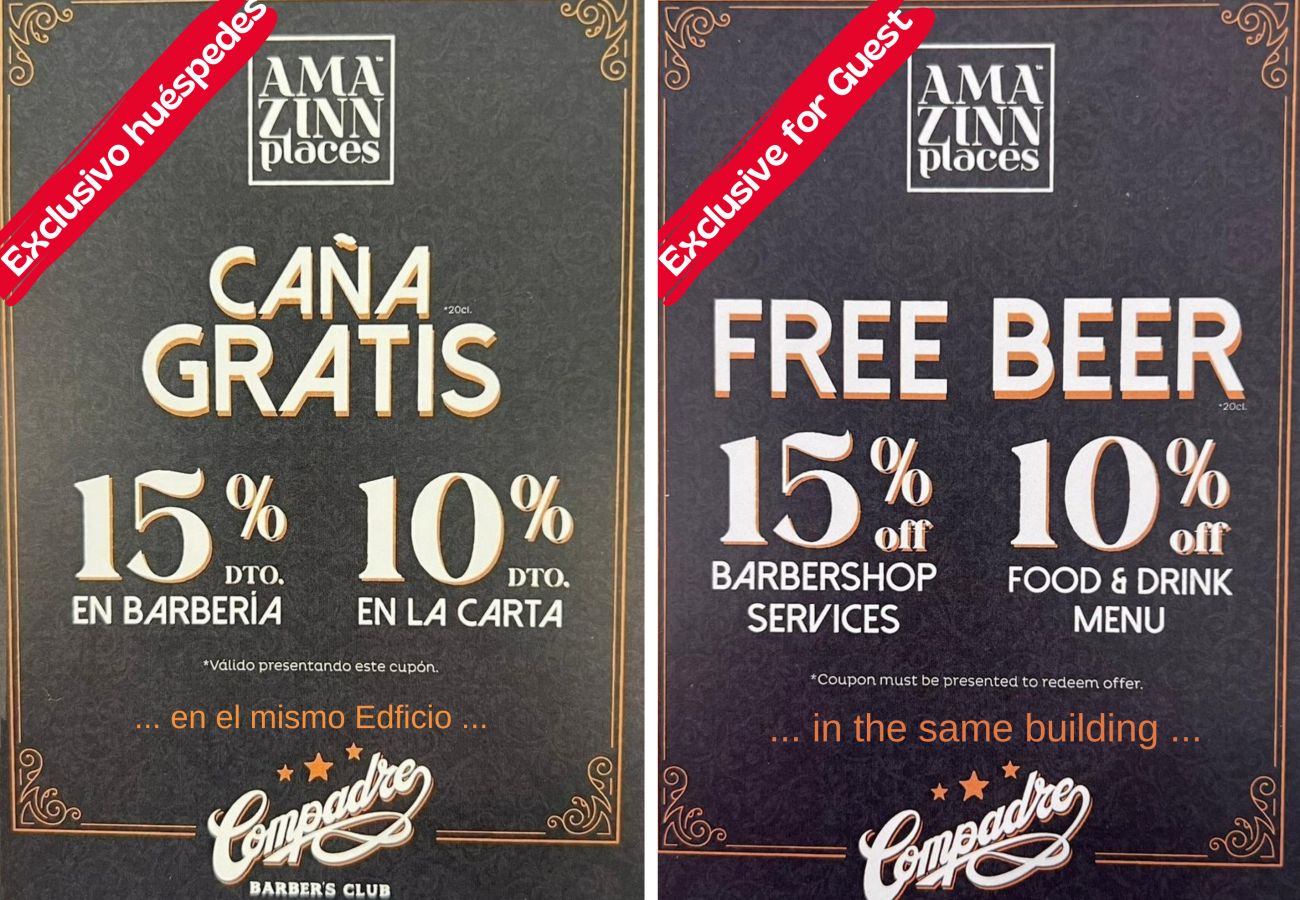 Exclusivo huéspedes
AMA™
ZINN
places
CAÑA
*20cl.
GRATIS
15% DTO.
EN BARBERÍA
10% DTO.
EN LA CARTA
*Válido presentando este cupón.
... en el mismo Edficio ...
Compadre
BARBER'S CLUB
Exclusive for Guest
AMA™
ZINN
places
FREE BEER
*20cl.
15% off
BARBERSHOP
SERVICES
10% off
FOOD & DRINK
MENU
*Coupon must be presented to redeem offer.
... in the same building ...
Compadre